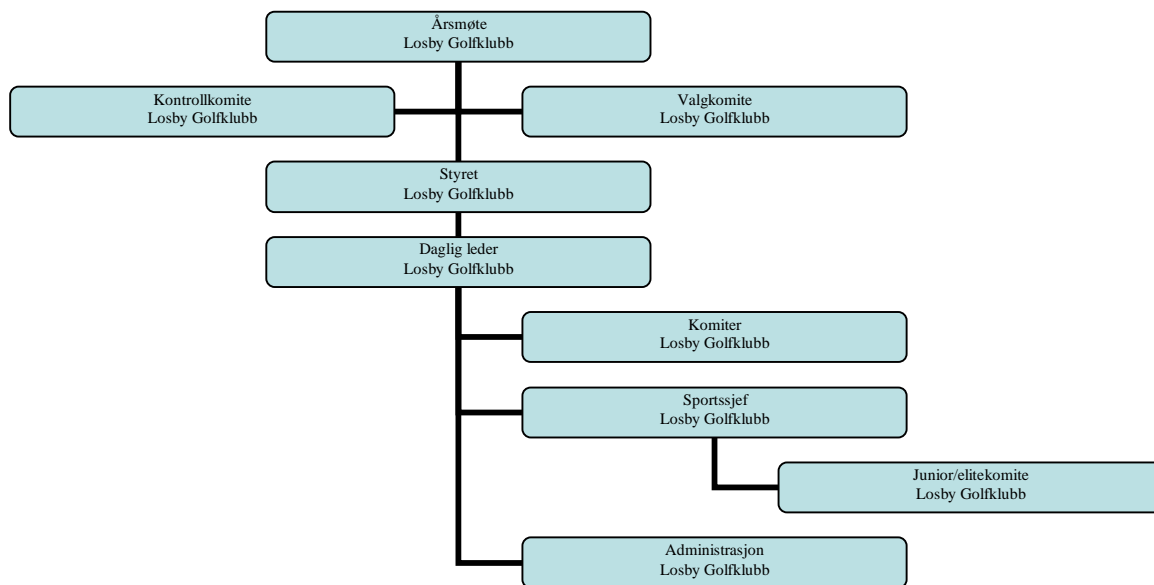 Årsmøte
Losby Golfklubb
Kontrollkomite
Losby Golfklubb
Valgkomite
Losby Golfklubb
Styret
Losby Golfklubb
Daglig leder
Losby Golfklubb
Komiter
Losby Golfklubb
Sportssjef
Losby Golfklubb
Junior/elitekomite
Losby Golfklubb
Administrasjon
Losby Golfklubb